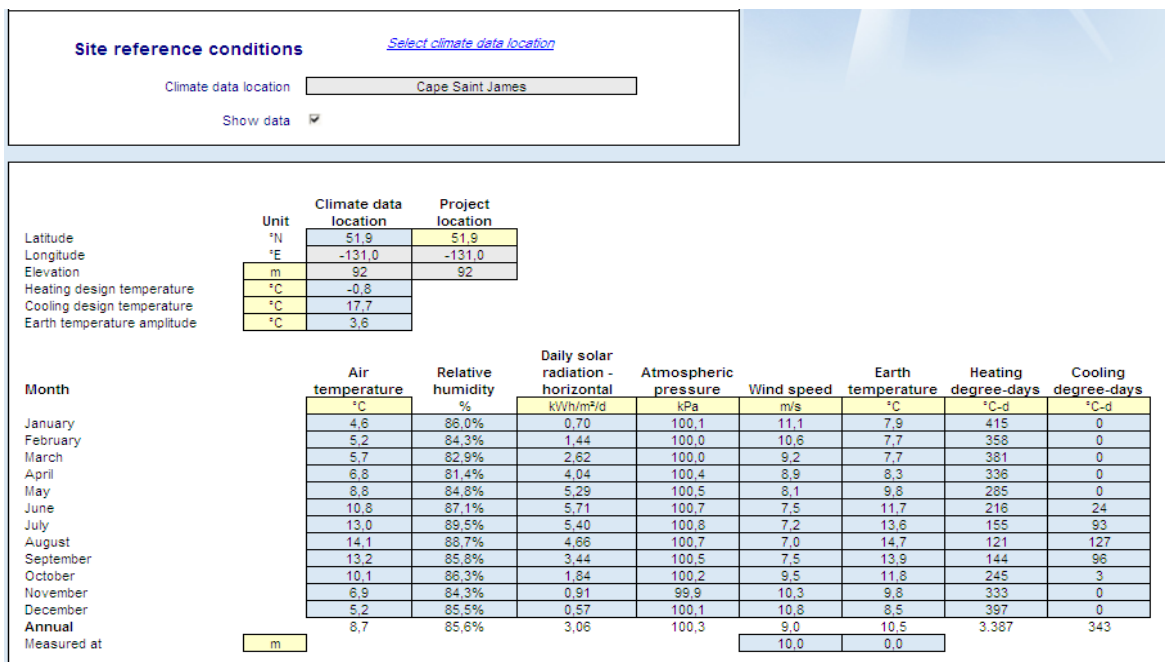 Site reference conditions Select climate data location
Climate data location Cape Saint James
Show data
Climate data Project
Unit location location
Latitude °N 51,9 51,9
Longitude °E -131,0 -131,0
Elevation m 92 92
Heating design temperature °C -0,8
Cooling design temperature °C 17,7
Earth temperature amplitude °C 3,6
Daily solar
Air Relative radiation - Atmospheric Earth Heating Cooling
Month temperature humidity horizontal pressure Wind speed temperature degree-days degree-days
°C % kWh/m²/d kPa m/s °C °C-d °C-d
January 4,6 86,0% 0,70 100,1 11,1 7,9 415 0
February 5,2 84,3% 1,44 100,0 10,6 7,7 358 0
March 5,7 82,9% 2,62 100,0 9,2 7,7 381 0
April 6,8 81,4% 4,04 100,4 8,9 8,3 336 0
May 8,8 84,8% 5,29 100,5 8,1 9,8 285 0
June 10,8 87,1% 5,71 100,7 7,5 11,7 216 24
July 13,0 89,5% 5,40 100,8 7,2 13,6 155 93
August 14,1 88,7% 4,66 100,7 7,0 14,7 121 127
September 13,2 85,8% 3,44 100,5 7,5 13,9 144 96
October 10,1 86,3% 1,84 100,2 9,5 11,8 245 3
November 6,9 84,3% 0,91 99,9 10,3 9,8 333 0
December 5,2 85,5% 0,57 100,1 10,8 8,5 397 0
Annual 8,7 85,6% 3,06 100,3 9,0 10,5 3.387 343
Measured at m 10,0 0,0